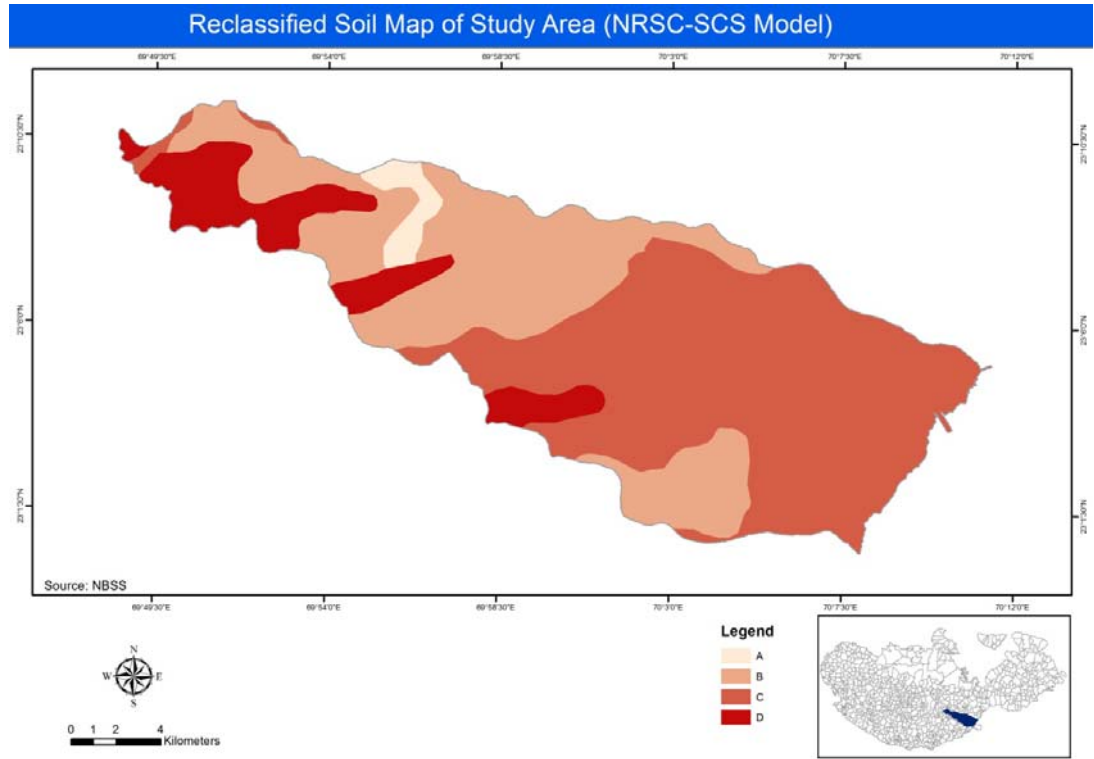 Reclassified Soil Map of Study Area (NRSC-SCS Model)
69°49'30"E 69°54'0"E 69°58'30"E 70°3'0"E 70°7'30"E 70°12'0"E
23°10'30"N 23°10'30"N
23°6'0"N 23°6'0"N
23°1'30"N 23°1'30"N
Source: NBSS
69°49'30"E 69°54'0"E 69°58'30"E 70°3'0"E 70°7'30"E 70°12'0"E
Legend
A
B
C
D
N
W E
S
0 1 2 4
Kilometers